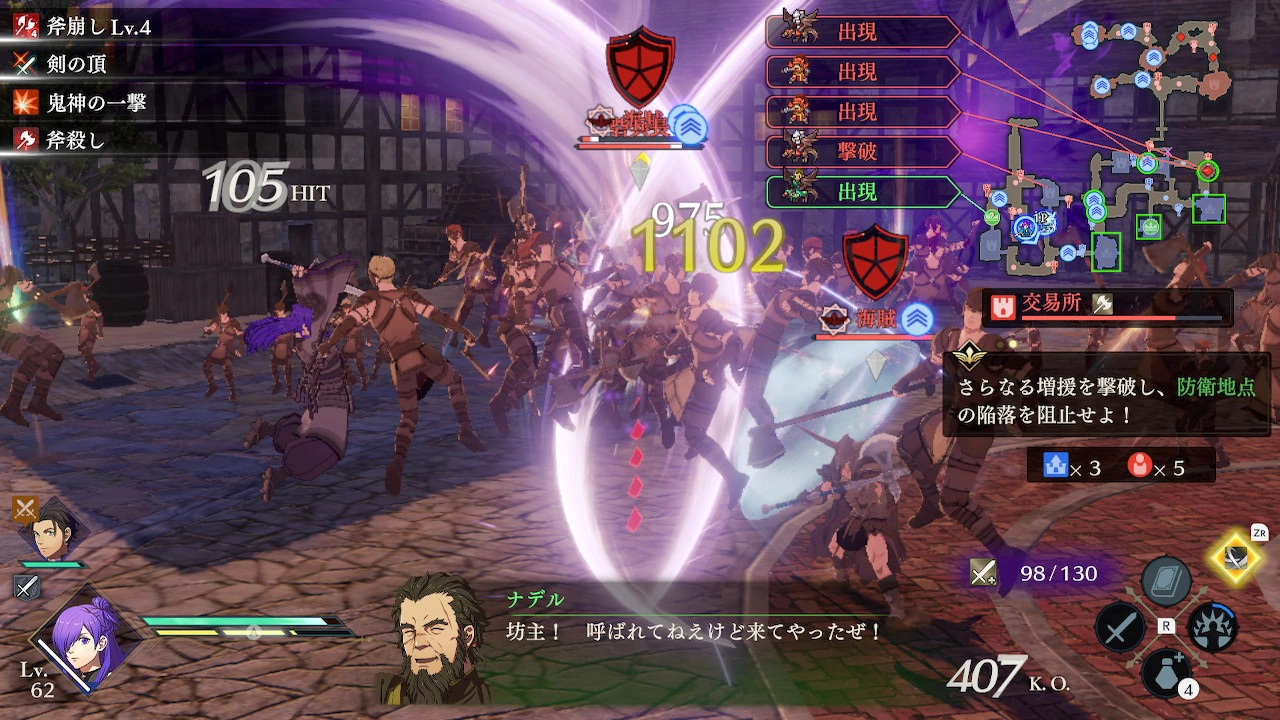 斧崩しLv.4
剣の頂
鬼神の一撃
斧殺し
105 HIT
出現
出現
出現
撃破
出現
1P
975
1102
海賊
交易所
さらなる増援を撃破し、防衛地点
の陥落を阻止せよ！
× 3 × 5
ZR
98/130
R
4
ナデル
坊主！ 呼ばれてねえけど来てやったぜ！
Lv.
62
407 K.O.